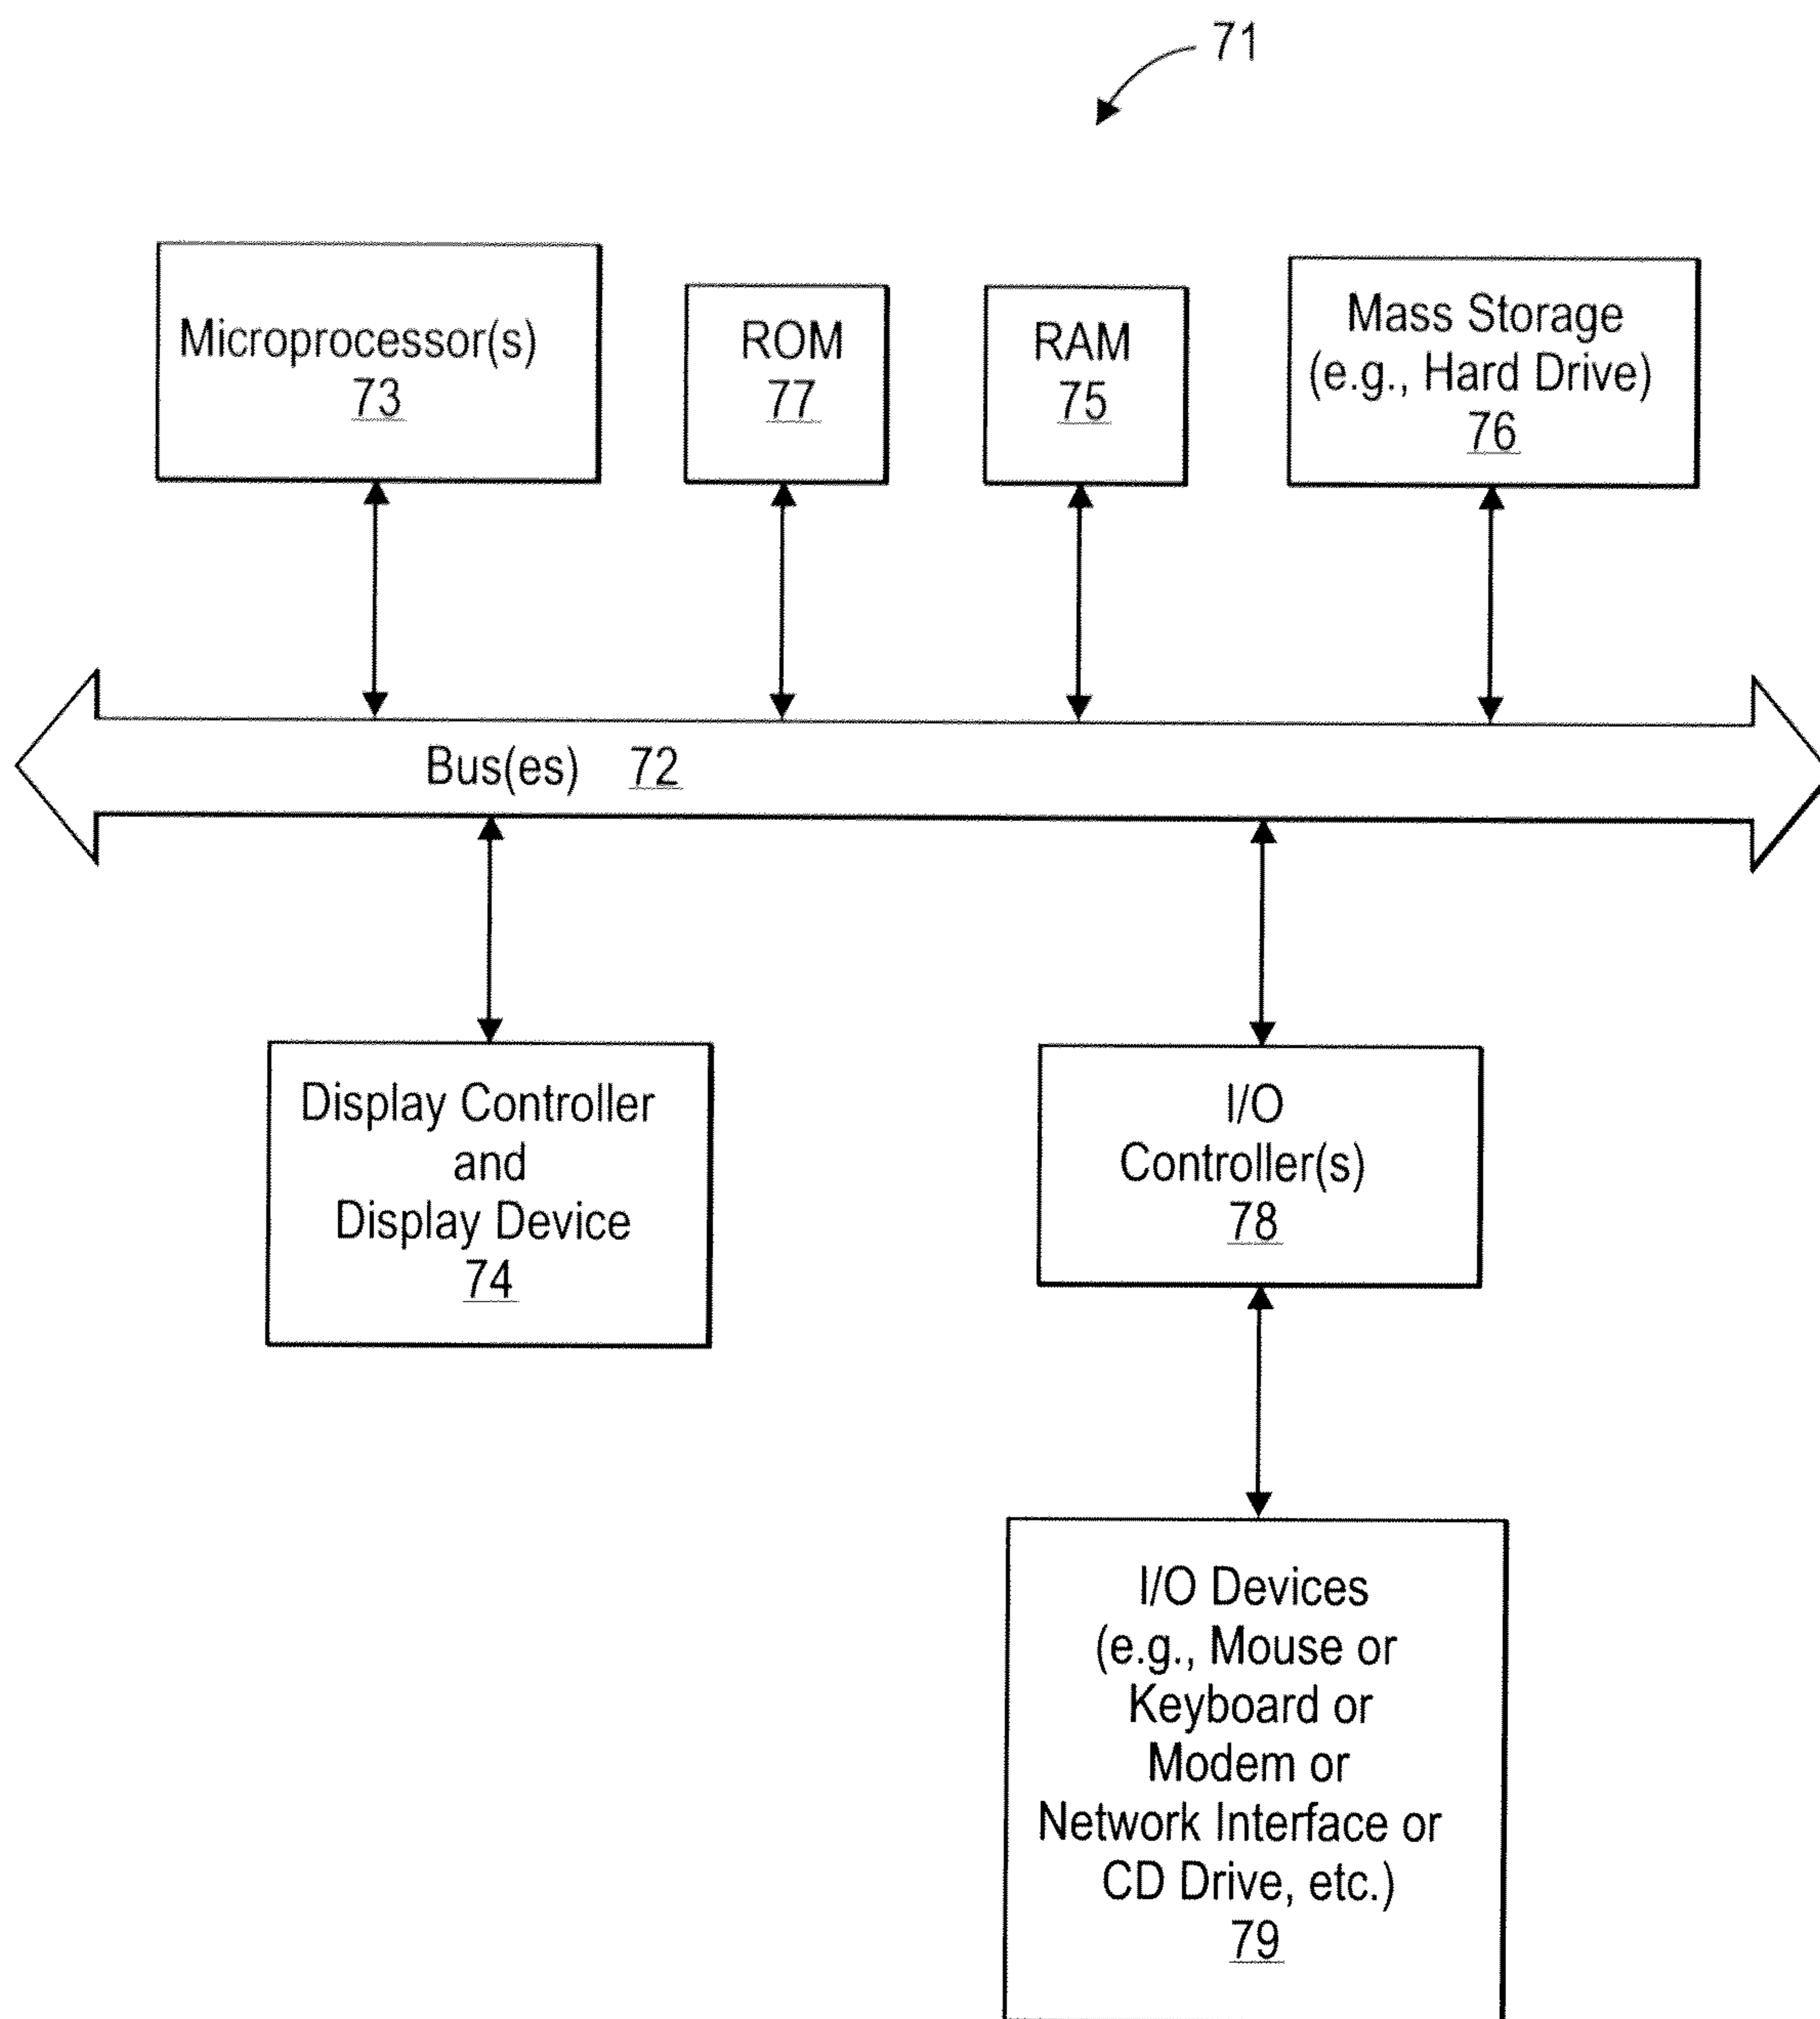 71
Microprocessor(s)
73
ROM
77
RAM
75
Mass Storage
(e.g., Hard Drive)
76
Bus(es) 72
Display Controller
and
Display Device
74
I/O
Controller(s)
78
I/O Devices
(e.g., Mouse or
Keyboard or
Modem or
Network Interface or
CD Drive, etc.)
79